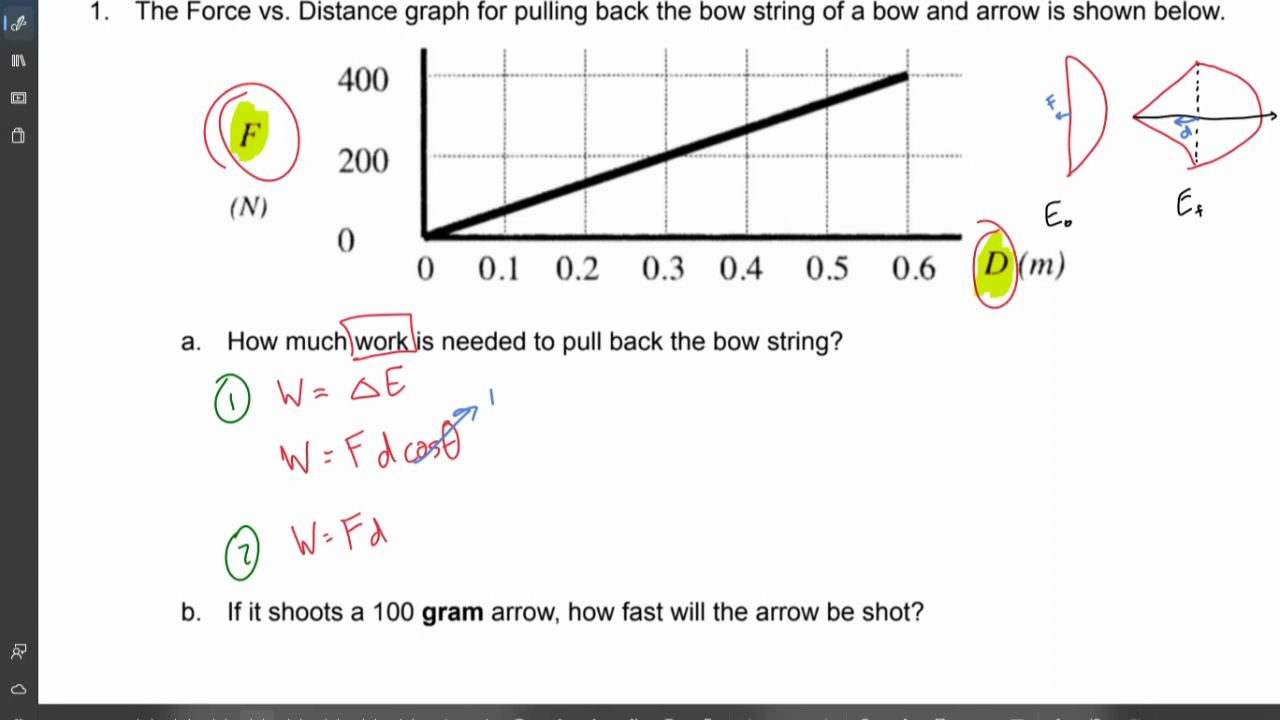 1. The Force vs. Distance graph for pulling back the bow string of a bow and arrow is shown below.
400
F
200
(N)
0
0 0.1 0.2 0.3 0.4 0.5 0.6 D (m)
F
d
E₀
E_f
a. How much work is needed to pull back the bow string?
① W = ΔE
1
W = F d cosθ
② W = Fd
b. If it shoots a 100 gram arrow, how fast will the arrow be shot?